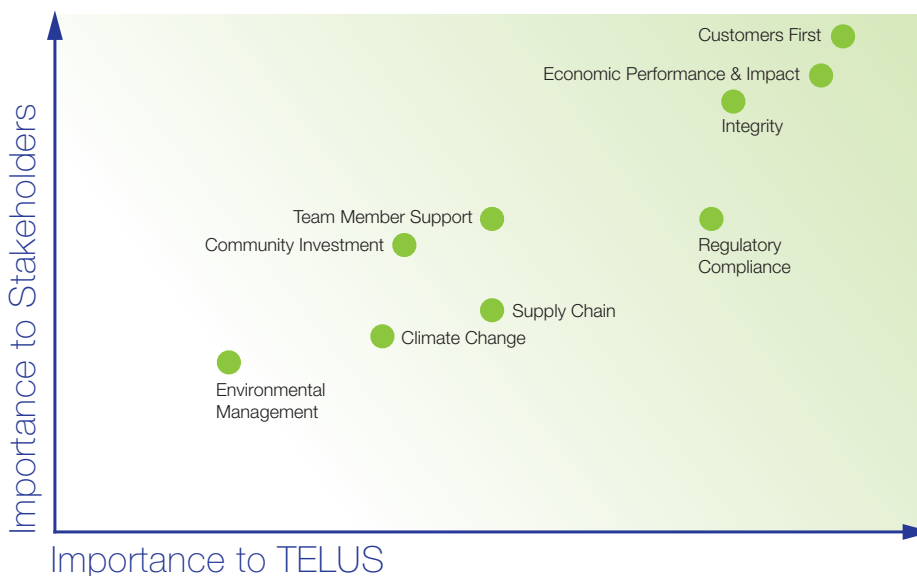 Customers First
Economic Performance & Impact
Integrity
Team Member Support
Community Investment
Regulatory
Compliance
Supply Chain
Climate Change
Environmental
Management
Importance to Stakeholders
Importance to TELUS